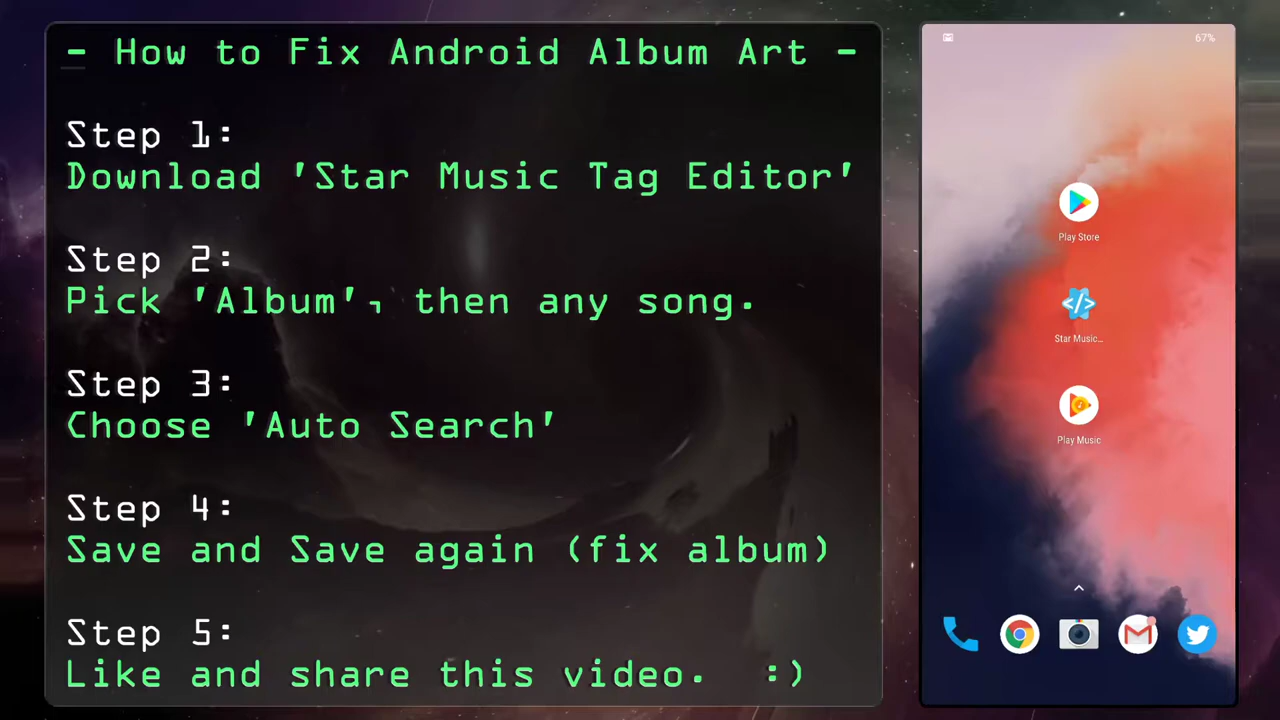 - How to Fix Android Album Art -
Step 1:
Download 'Star Music Tag Editor'
Step 2:
Pick 'Album', then any song.
Step 3:
Choose 'Auto Search'
Step 4:
Save and Save again (fix album)
Step 5:
Like and share this video. :)
67%
Play Store
Star Music...
Play Music